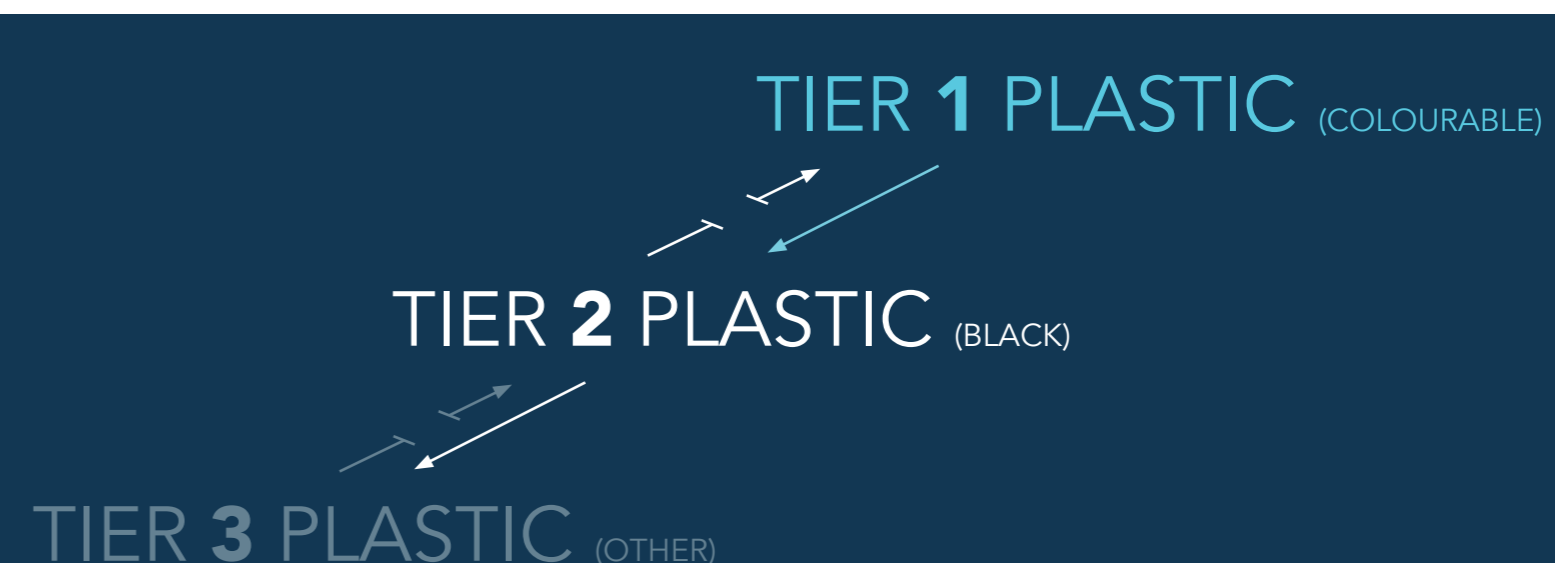 TIER 1 PLASTIC (COLOURABLE)
TIER 2 PLASTIC (BLACK)
TIER 3 PLASTIC (OTHER)